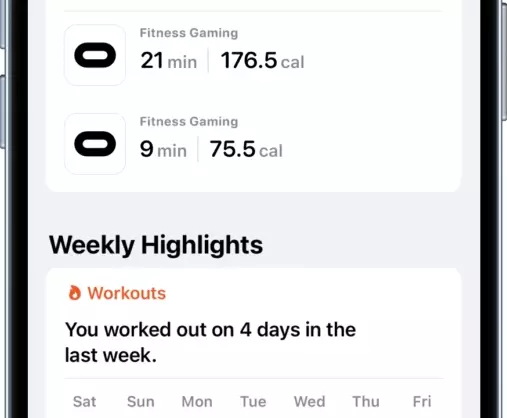 Fitness Gaming
21 min | 176.5 cal
Fitness Gaming
9 min | 75.5 cal
Weekly Highlights
Workouts
You worked out on 4 days in the
last week.
Sat Sun Mon Tue Wed Thu Fri